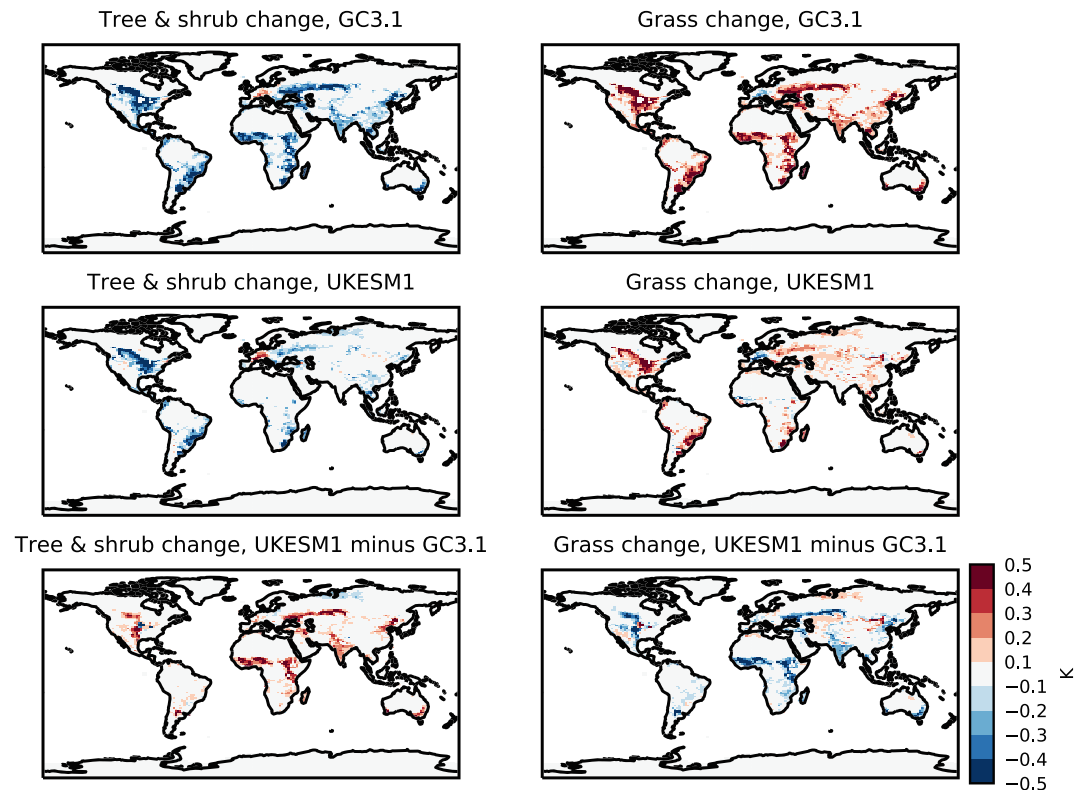 Tree & shrub change, GC3.1
Grass change, GC3.1
Tree & shrub change, UKESM1
Grass change, UKESM1
Tree & shrub change, UKESM1 minus GC3.1
Grass change, UKESM1 minus GC3.1
0.5
0.4
0.3
0.2
0.1
−0.1
−0.2
−0.3
−0.4
−0.5
K